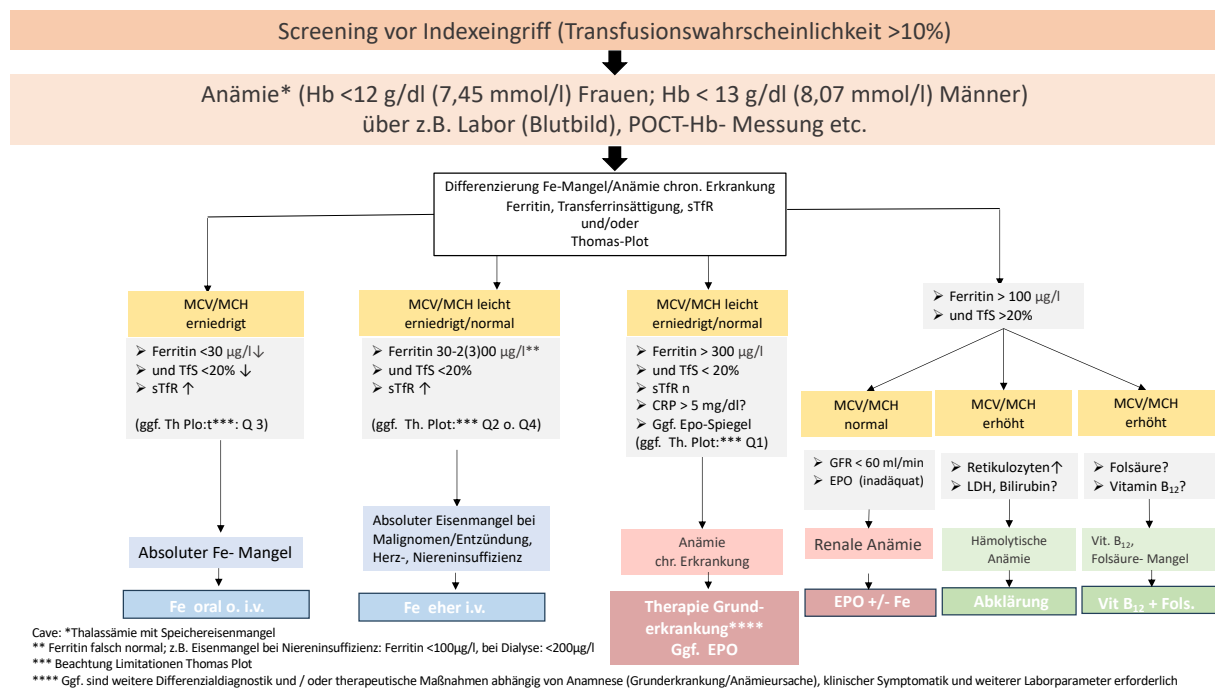 Screening vor Indexeingriff (Transfusionswahrscheinlichkeit >10%)
Anämie* (Hb <12 g/dl (7,45 mmol/l) Frauen; Hb < 13 g/dl (8,07 mmol/l) Männer)
über z.B. Labor (Blutbild), POCT-Hb- Messung etc.
Differenzierung Fe-Mangel/Anämie chron. Erkrankung
Ferritin, Transferrinsättigung, sTfR
und/oder
Thomas-Plot
MCV/MCH
erniedrigt
➢ Ferritin <30 µg/l↓
➢ und TfS <20% ↓
➢ sTfR ↑
(ggf. Th Plo:t***: Q 3)
Absoluter Fe- Mangel
Fe oral o. i.v.
MCV/MCH leicht
erniedrigt/normal
➢ Ferritin 30-2(3)00 µg/l**
➢ und TfS <20%
➢ sTfR ↑
(ggf. Th. Plot:*** Q2 o. Q4)
Absoluter Eisenmangel bei
Malignomen/Entzündung,
Herz-, Niereninsuffizienz
Fe eher i.v.
MCV/MCH leicht
erniedrigt/normal
➢ Ferritin > 300 µg/l
➢ und TfS < 20%
➢ sTfR n
➢ CRP > 5 mg/dl?
➢ Ggf. Epo-Spiegel
(ggf. Th. Plot:*** Q1)
Anämie
chr. Erkrankung
Therapie Grund-
erkrankung****
Ggf. EPO
➢ Ferritin > 100 µg/l
➢ und TfS >20%
MCV/MCH
normal
➢ GFR < 60 ml/min
➢ EPO (inadäquat)
Renale Anämie
EPO +/- Fe
MCV/MCH
erhöht
➢ Retikulozyten↑
➢ LDH, Bilirubin?
Hämolytische
Anämie
Abklärung
MCV/MCH
erhöht
➢ Folsäure?
➢ Vitamin B₁₂?
Vit. B₁₂,
Folsäure- Mangel
Vit B₁₂ + Fols.
Cave: *Thalassämie mit Speichereisenmangel
** Ferritin falsch normal; z.B. Eisenmangel bei Niereninsuffizienz: Ferritin <100µg/l, bei Dialyse: <200µg/l
*** Beachtung Limitationen Thomas Plot
**** Ggf. sind weitere Differenzialdiagnostik und / oder therapeutische Maßnahmen abhängig von Anamnese (Grunderkrankung/Anämieursache), klinischer Symptomatik und weiterer Laborparameter erforderlich